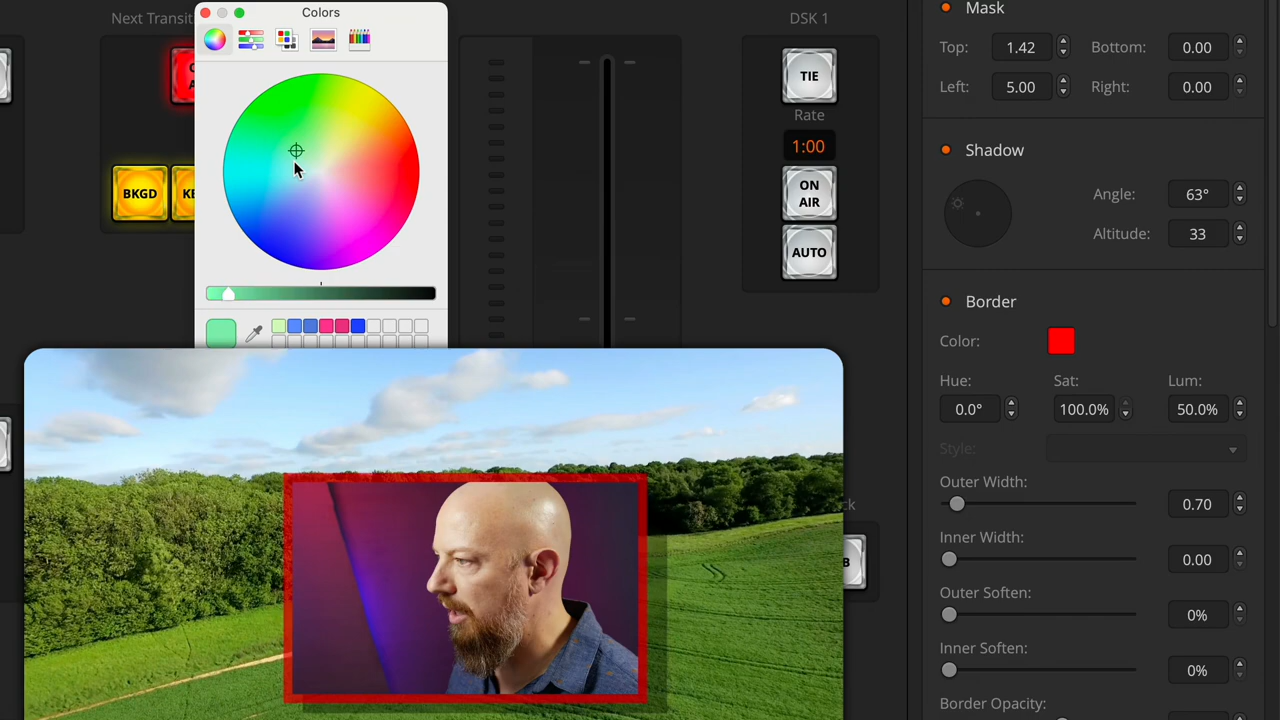 Next Transit
Colors
DSK 1
TIE
Rate
1:00
BKGD
ON
AIR
AUTO
Mask
Top: 1.42 Bottom: 0.00
Left: 5.00 Right: 0.00
Shadow
Angle: 63°
Altitude: 33
Border
Color:
Hue: Sat: Lum:
0.0° 100.0% 50.0%
Style:
Outer Width:
0.70
Inner Width:
0.00
Outer Soften:
0%
Inner Soften:
0%
Border Opacity: